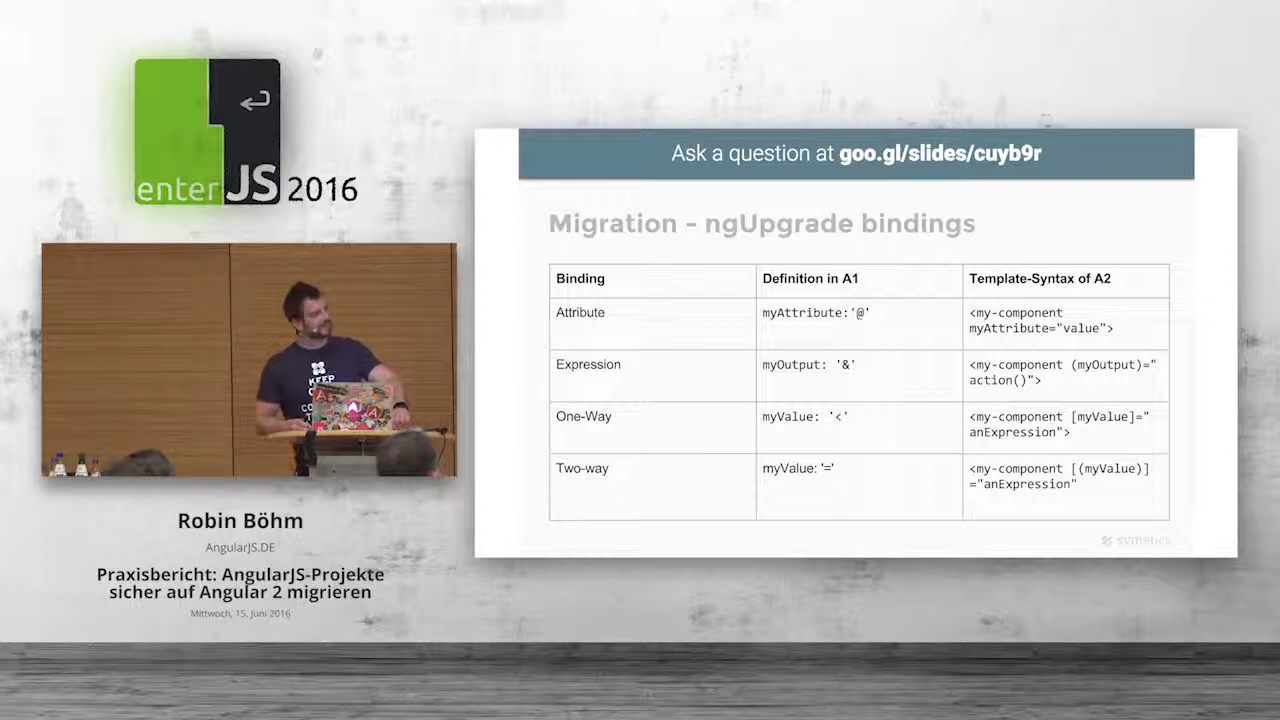 enterJS 2016
KEEP
Robin Böhm
AngularJS.DE
Praxisbericht: AngularJS-Projekte
sicher auf Angular 2 migrieren
Mittwoch, 15. Juni 2016
Ask a question at goo.gl/slides/cuyb9r
Migration - ngUpgrade bindings
Binding Definition in A1 Template-Syntax of A2
Attribute myAttribute:'@' <my-component
myAttribute="value">
Expression myOutput: '&' <my-component (myOutput)="
action()">
One-Way myValue: '<' <my-component [myValue]="
anExpression">
Two-way myValue: '=' <my-component [(myValue)]
="anExpression"
symetics